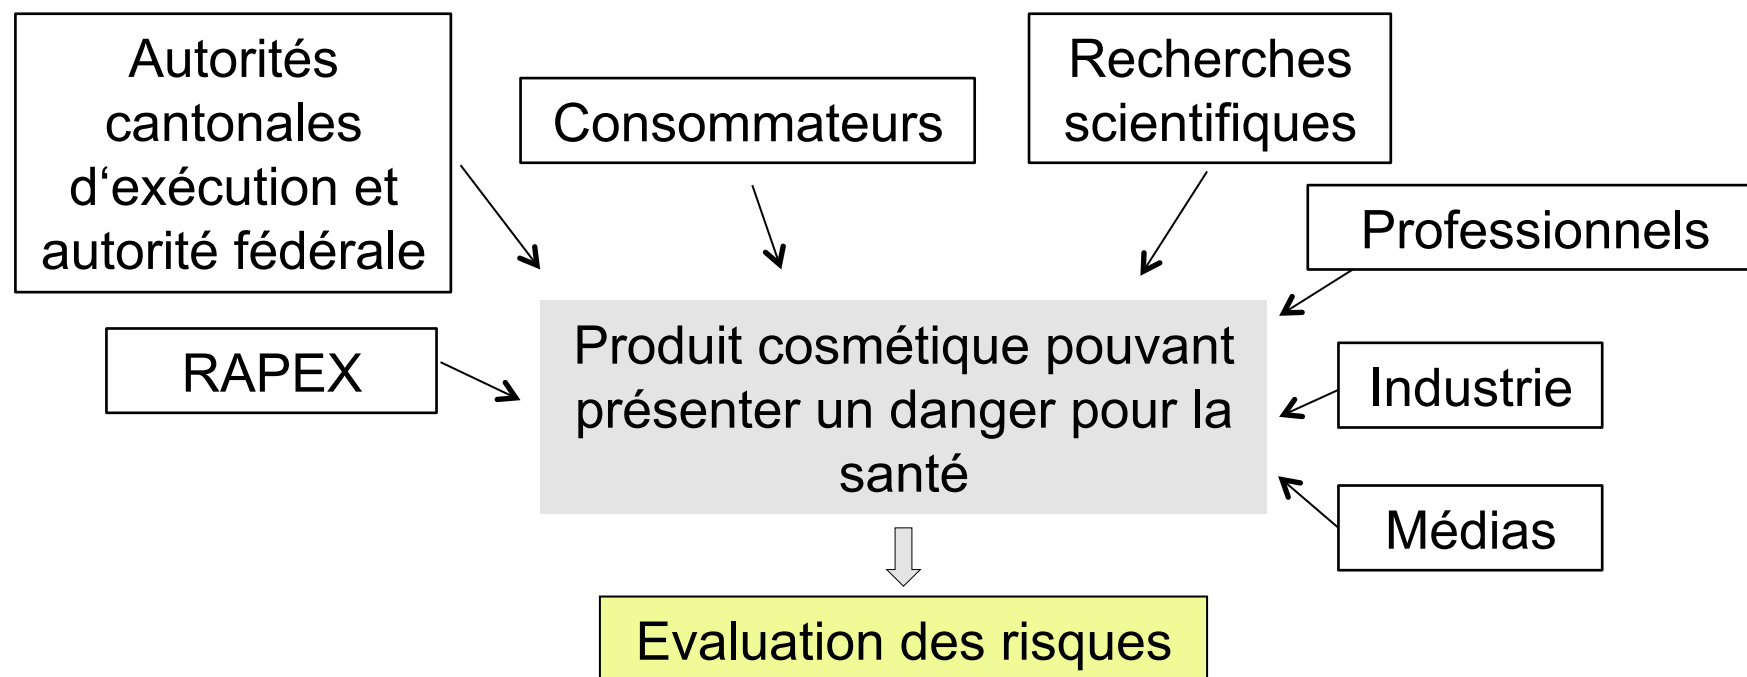 Autorités
cantonales
d‘exécution et
autorité fédérale
Consommateurs
Recherches
scientifiques
Professionnels
RAPEX
Produit cosmétique pouvant
présenter un danger pour la
santé
Industrie
Médias
Evaluation des risques